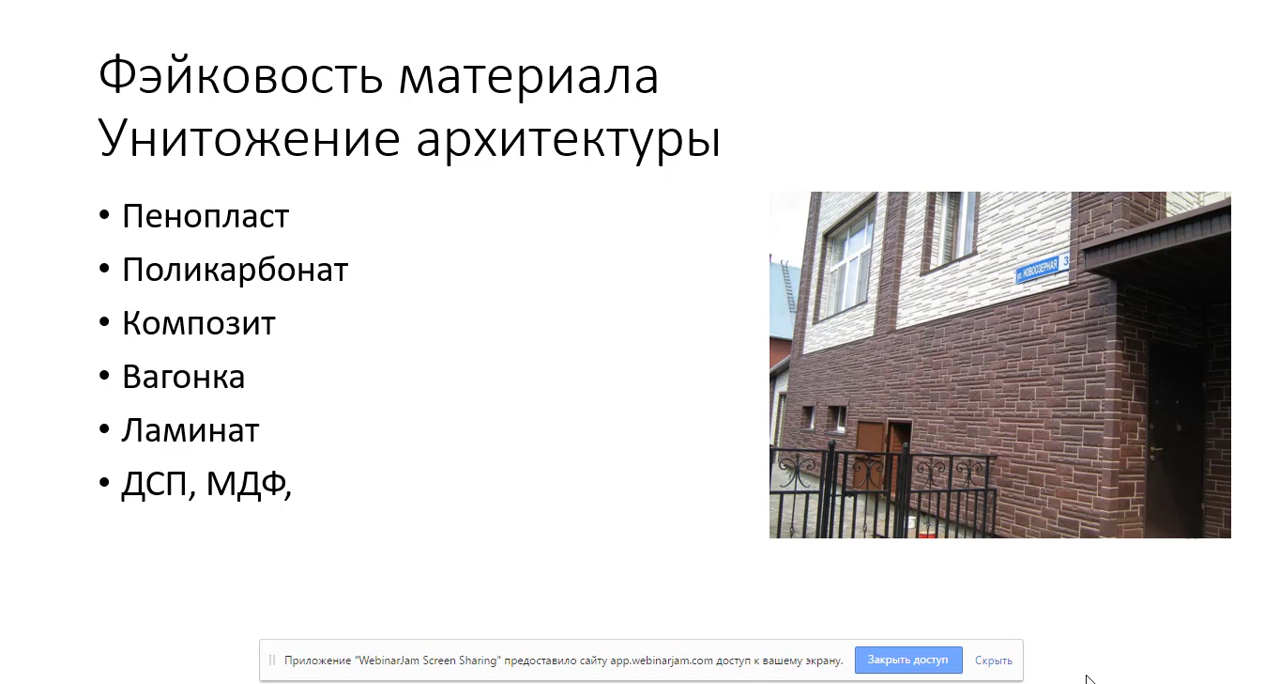 Фэйковость материала
Унитожение архитектуры
• Пенопласт
• Поликарбонат
• Композит
• Вагонка
• Ламинат
• ДСП, МДФ,
ул. НОВООЗЕРНАЯ 3
Приложение "WebinarJam Screen Sharing" предоставило сайту app.webinarjam.com доступ к вашему экрану. Закрыть доступ Скрыть